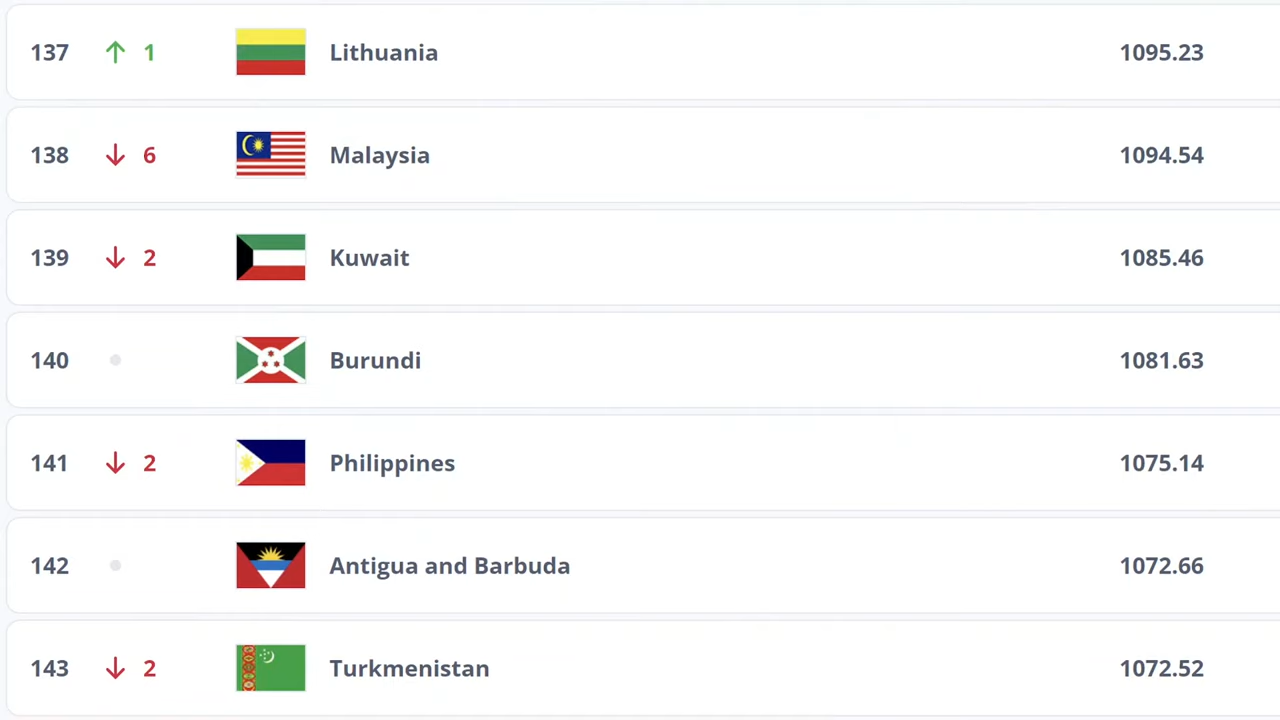 137 ↑ 1 Lithuania 1095.23
138 ↓ 6 Malaysia 1094.54
139 ↓ 2 Kuwait 1085.46
140 Burundi 1081.63
141 ↓ 2 Philippines 1075.14
142 Antigua and Barbuda 1072.66
143 ↓ 2 Turkmenistan 1072.52